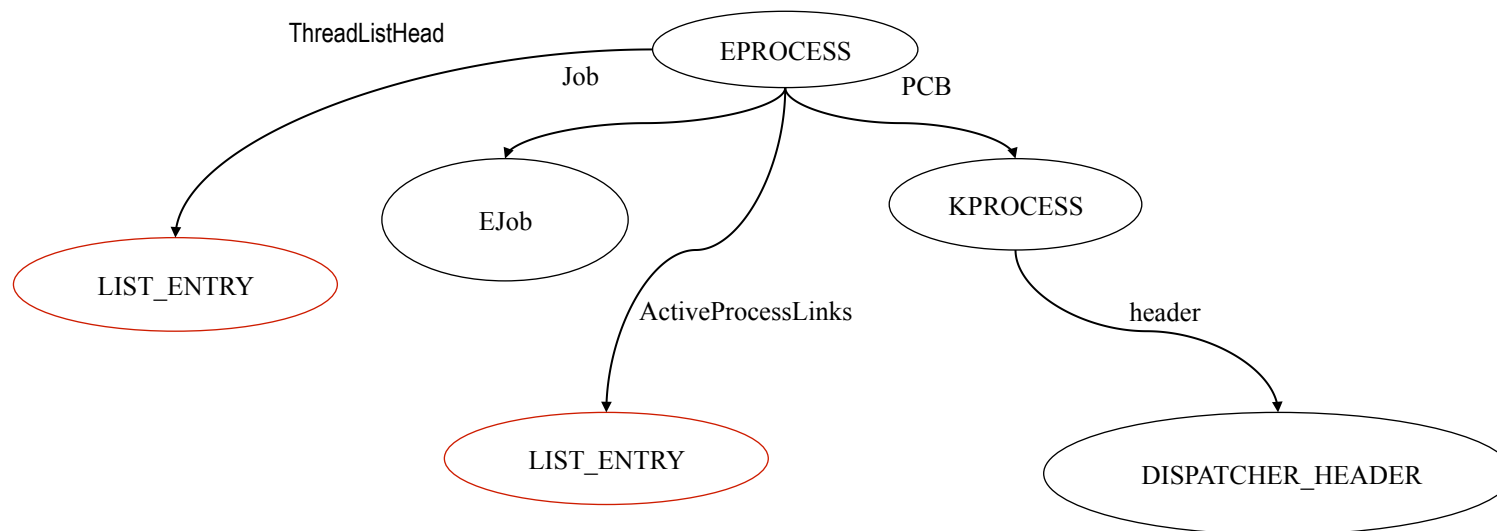 ThreadListHead
EPROCESS
Job
PCB
EJob
KPROCESS
LIST_ENTRY
ActiveProcessLinks
header
LIST_ENTRY
DISPATCHER_HEADER